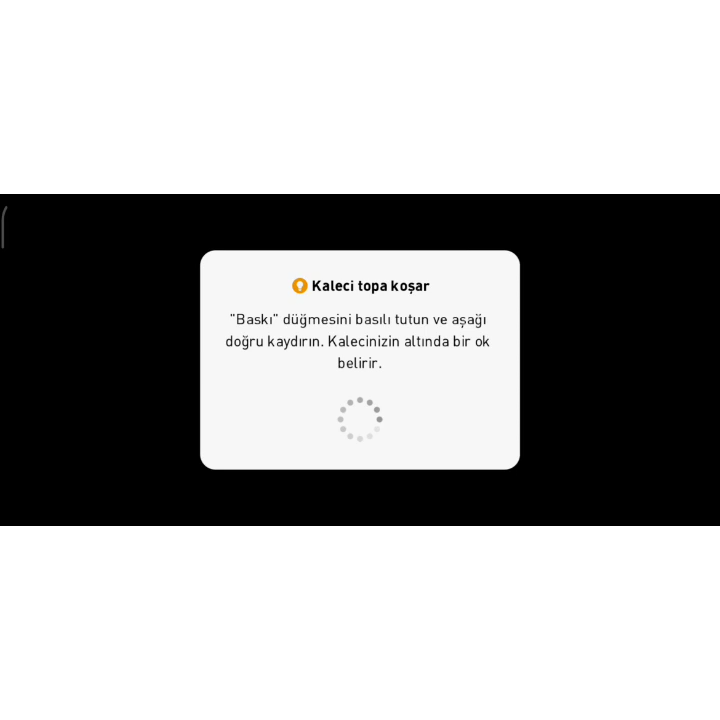 Kaleci topa koşar
"Baskı" düğmesini basılı tutun ve aşağı
doğru kaydırın. Kalecinizin altında bir ok
belirir.